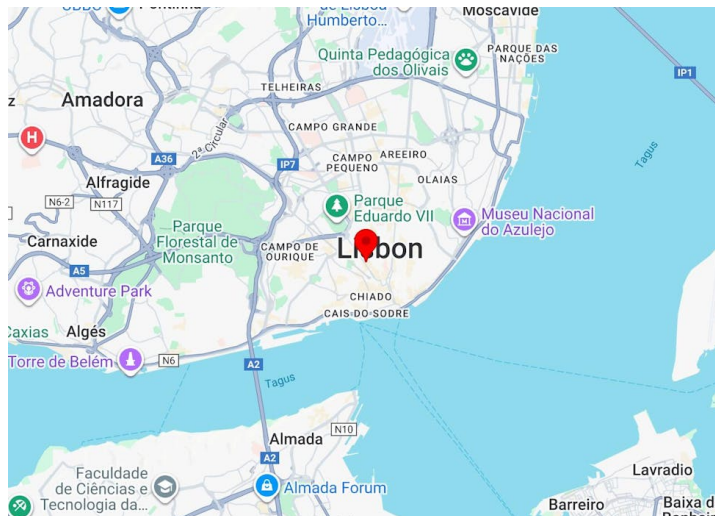 de Lisboa
Humberto...
Moscavide
Quinta Pedagógica
dos Olivais
PARQUE DAS
NAÇÕES
IP1
TELHEIRAS
Amadora
2ª Circular
CAMPO GRANDE
Tagus
H
A36
IP7
CAMPO
PEQUENO
AREEIRO
Alfragide
OLAIAS
N6-2
N117
Parque
Eduardo VII
Museu Nacional
do Azulejo
Parque
Florestal de
Monsanto
Carnaxide
CAMPO DE
OURIQUE
Lisbon
A5
Adventure Park
CHIADO
CAIS DO SODRÉ
Caxias
Algés
Torre de Belém
N6
A2
Tagus
N10
Almada
A2
Faculdade
de Ciências e
Tecnologia da...
Almada Forum
Lavradio
Barreiro
Baixa d